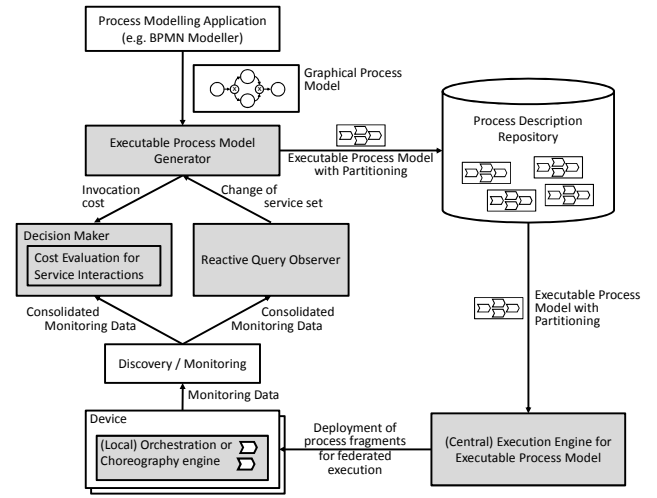 Process Modelling Application
(e.g. BPMN Modeller)
Graphical Process
Model
Executable Process Model
Generator
Executable Process Model
with Partitioning
Process Description
Repository
Invocation
cost
Change of
service set
Decision Maker
Cost Evaluation for
Service Interactions
Reactive Query Observer
Consolidated
Monitoring Data
Consolidated
Monitoring Data
Executable Process
Model with
Partitioning
Discovery / Monitoring
Monitoring Data
Device
(Local) Orchestration or
Choreography engine
Deployment of
process fragments
for federated
execution
(Central) Execution Engine for
Executable Process Model